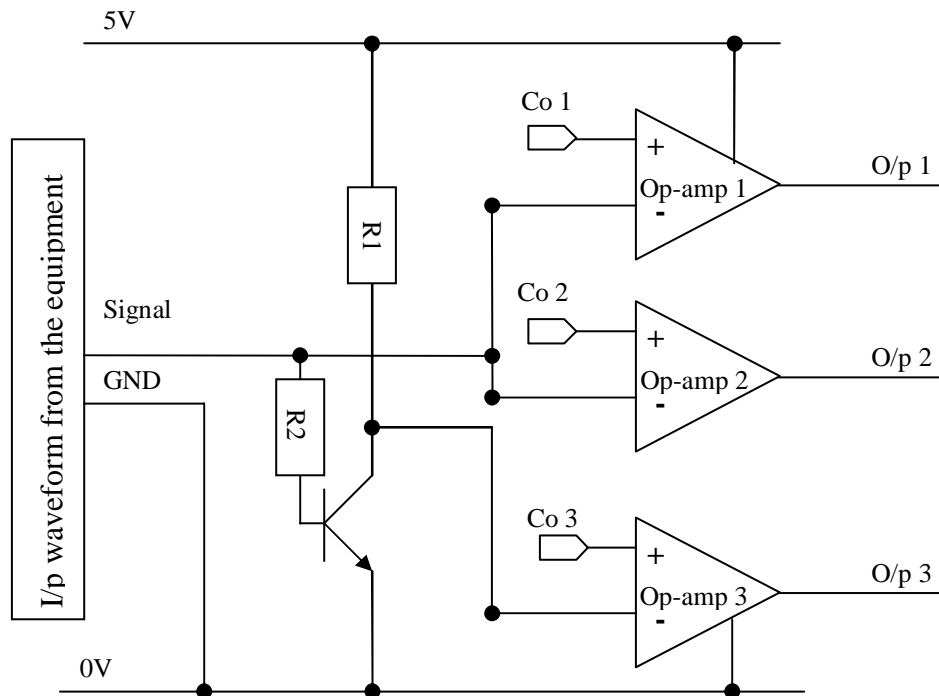 5V
Co 1
+
Op-amp 1
-
O/p 1
I/p waveform from the equipment
R1
Signal
Co 2
+
Op-amp 2
-
O/p 2
GND
R2
Co 3
+
Op-amp 3
-
O/p 3
0V